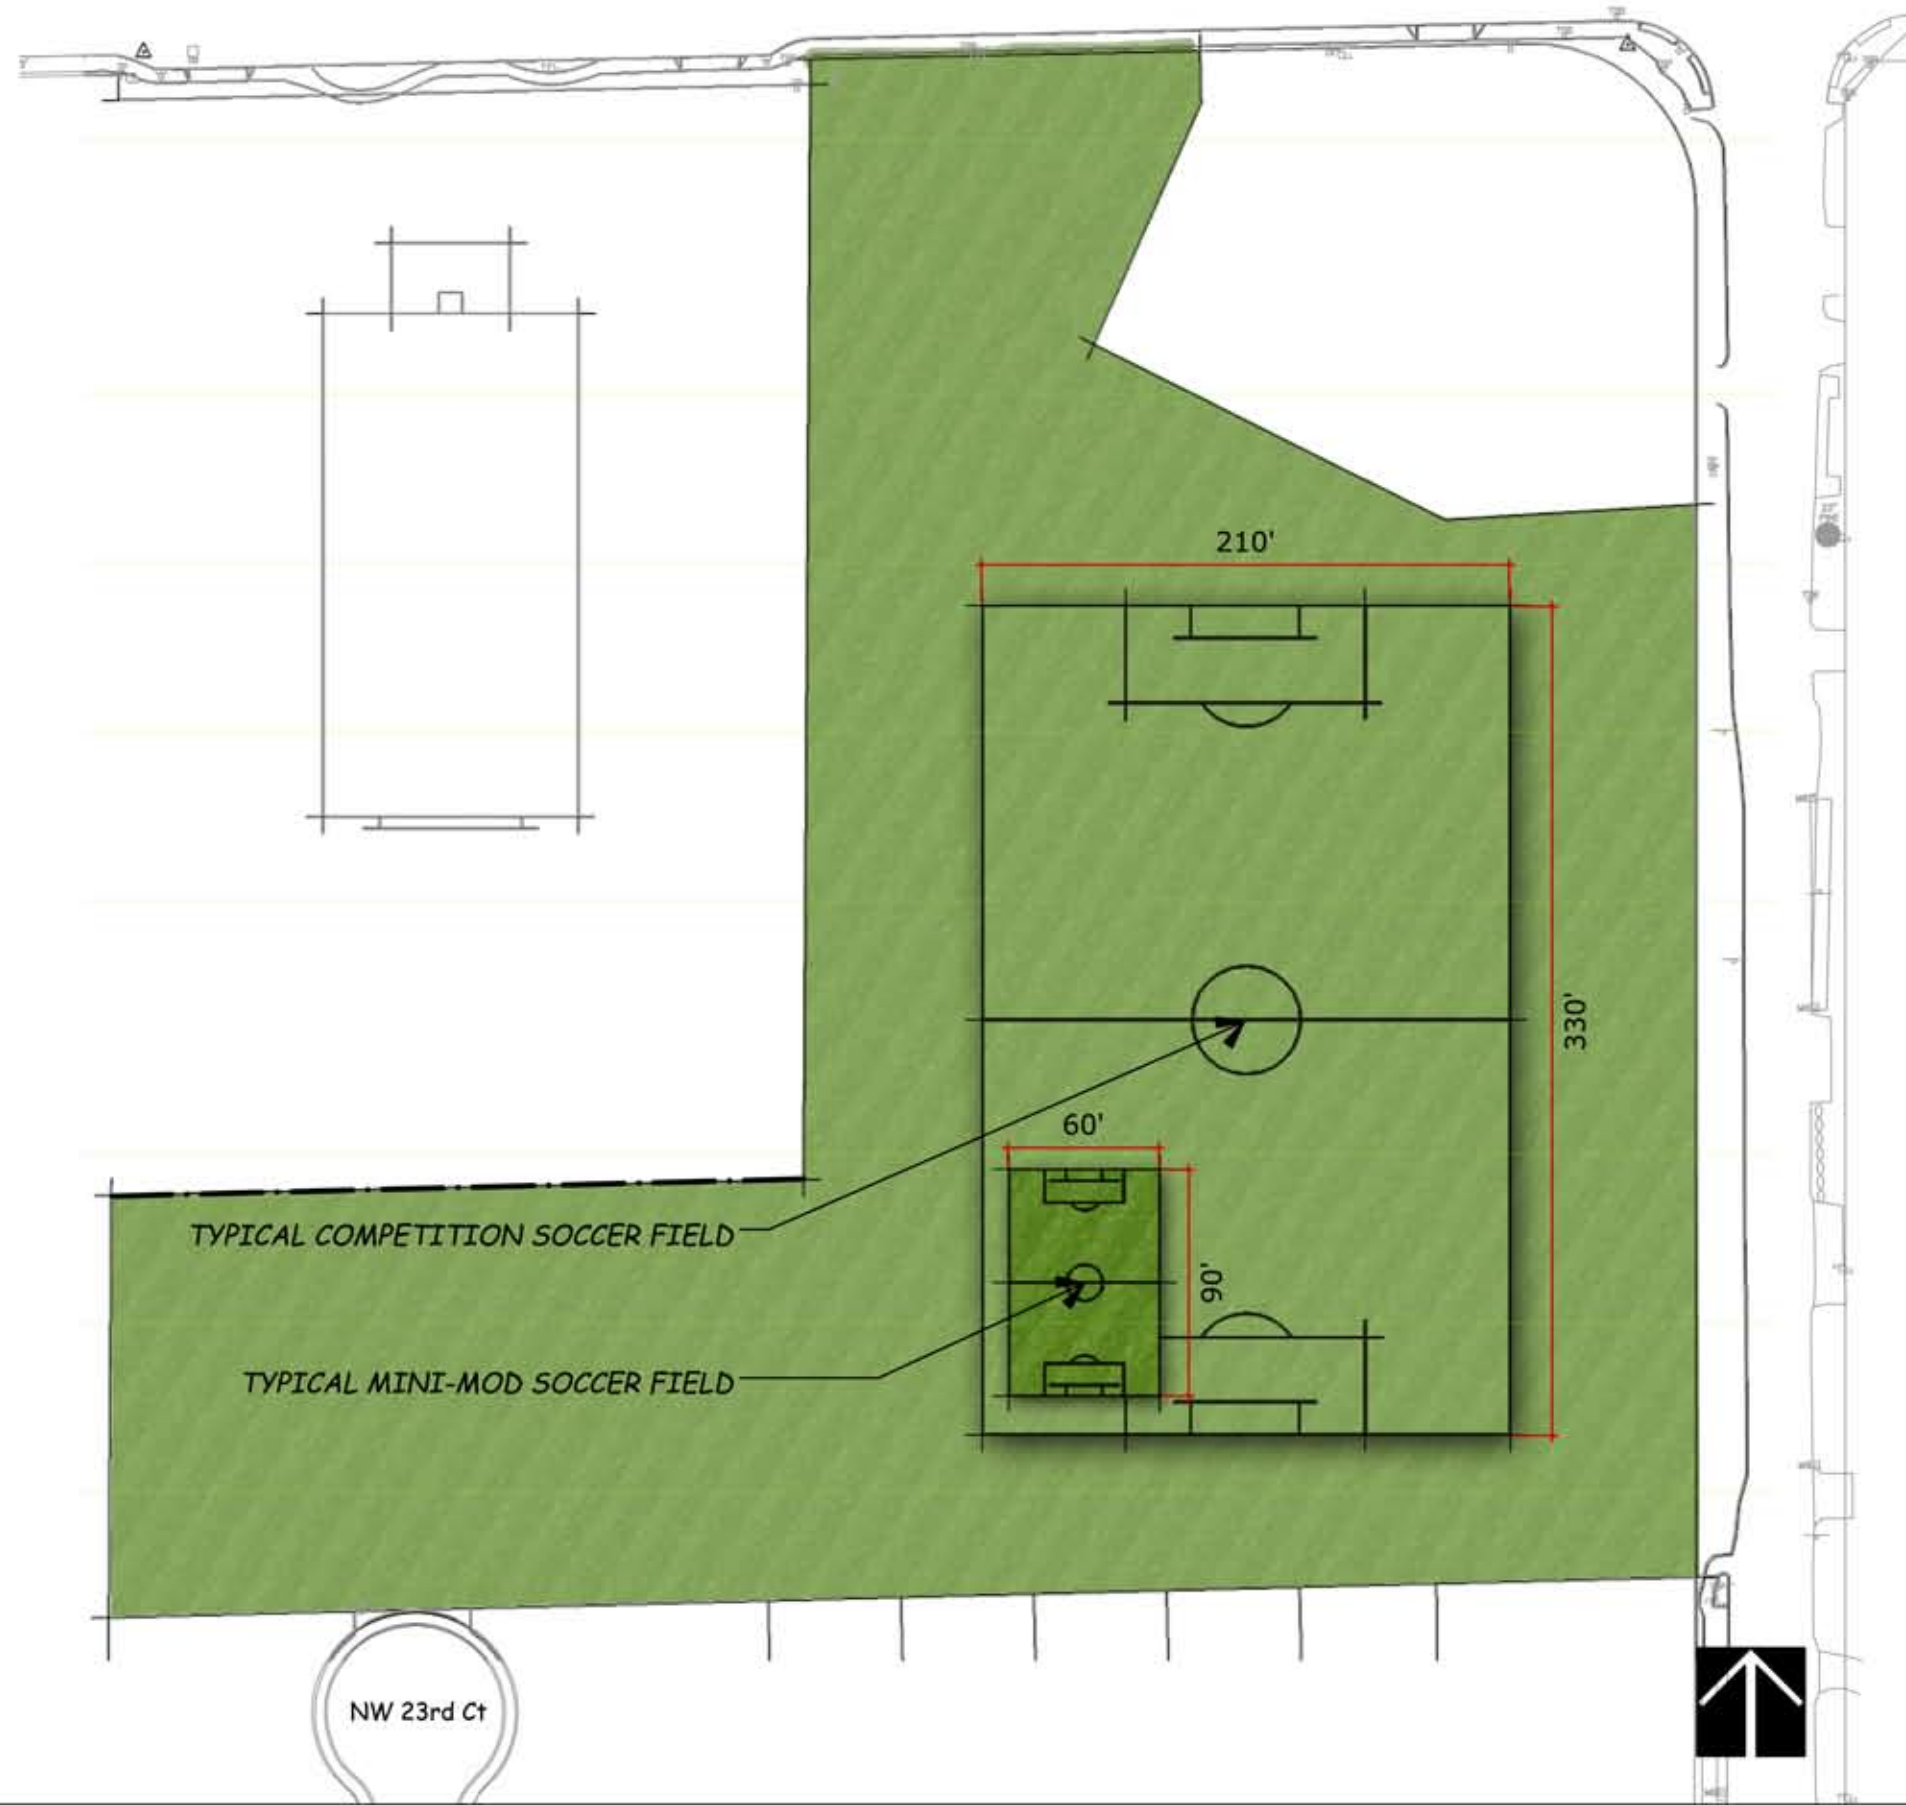 210'
330'
60'
TYPICAL COMPETITION SOCCER FIELD
90'
TYPICAL MINI-MOD SOCCER FIELD
NW 23rd Ct